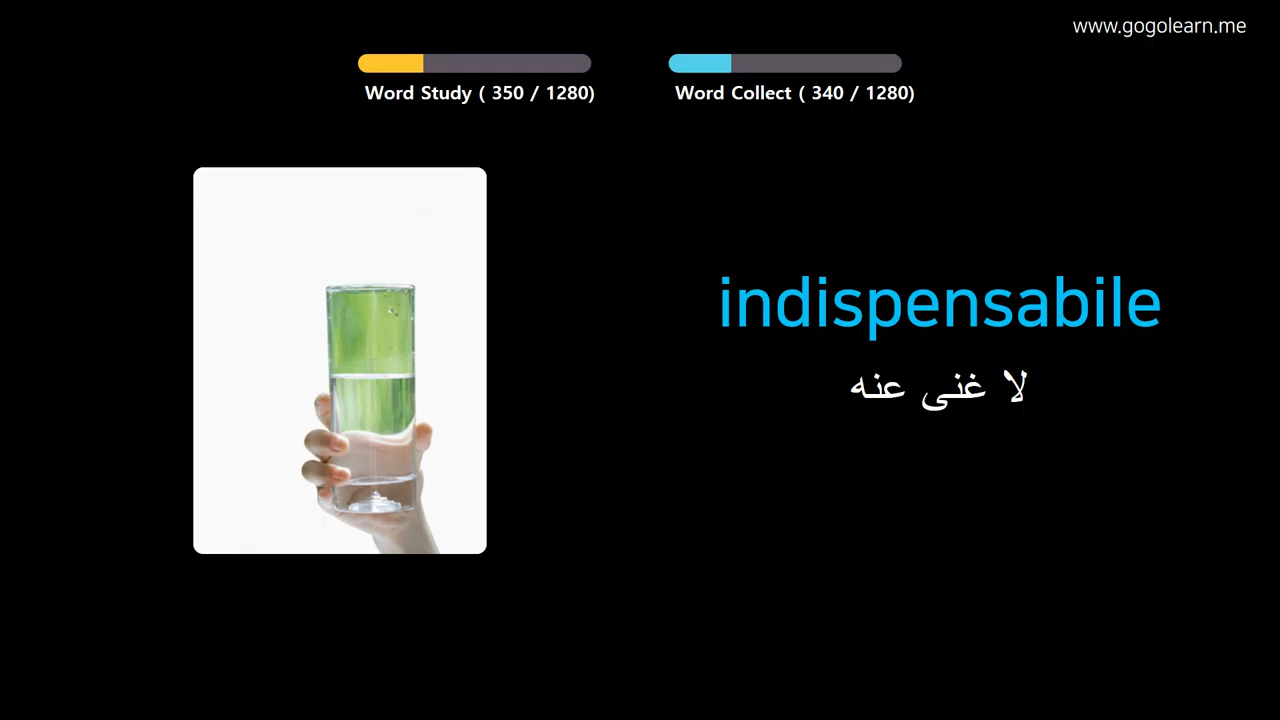 www.gogolearn.me
Word Study ( 350 / 1280)
Word Collect ( 340 / 1280)
indispensabile
لا غنى عنه